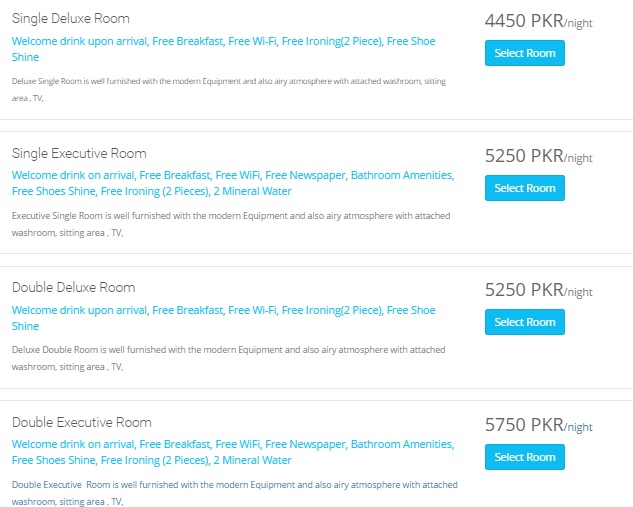 Single Deluxe Room
4450 PKR/night
Welcome drink upon arrival, Free Breakfast, Free Wi-Fi, Free Ironing(2 Piece), Free Shoe
Shine
Select Room
Deluxe Single Room is well furnished with the modern Equipment and also airy atmosphere with attached washroom, sitting
area , TV,
Single Executive Room
5250 PKR/night
Welcome drink on arrival, Free Breakfast, Free WiFi, Free Newspaper, Bathroom Amenities,
Free Shoes Shine, Free Ironing (2 Pieces), 2 Mineral Water
Select Room
Executive Single Room is well furnished with the modern Equipment and also airy atmosphere with attached
washroom, sitting area , TV,
Double Deluxe Room
5250 PKR/night
Welcome drink upon arrival, Free Breakfast, Free Wi-Fi, Free Ironing(2 Piece), Free Shoe
Shine
Select Room
Deluxe Double Room is well furnished with the modern Equipment and also airy atmosphere with attached
washroom, sitting area , TV,
Double Executive Room
5750 PKR/night
Welcome drink on arrival, Free Breakfast, Free WiFi, Free Newspaper, Bathroom Amenities,
Free Shoes Shine, Free Ironing (2 Pieces), 2 Mineral Water
Select Room
Double Executive  Room is well furnished with the modern Equipment and also airy atmosphere with attached
washroom, sitting area , TV,